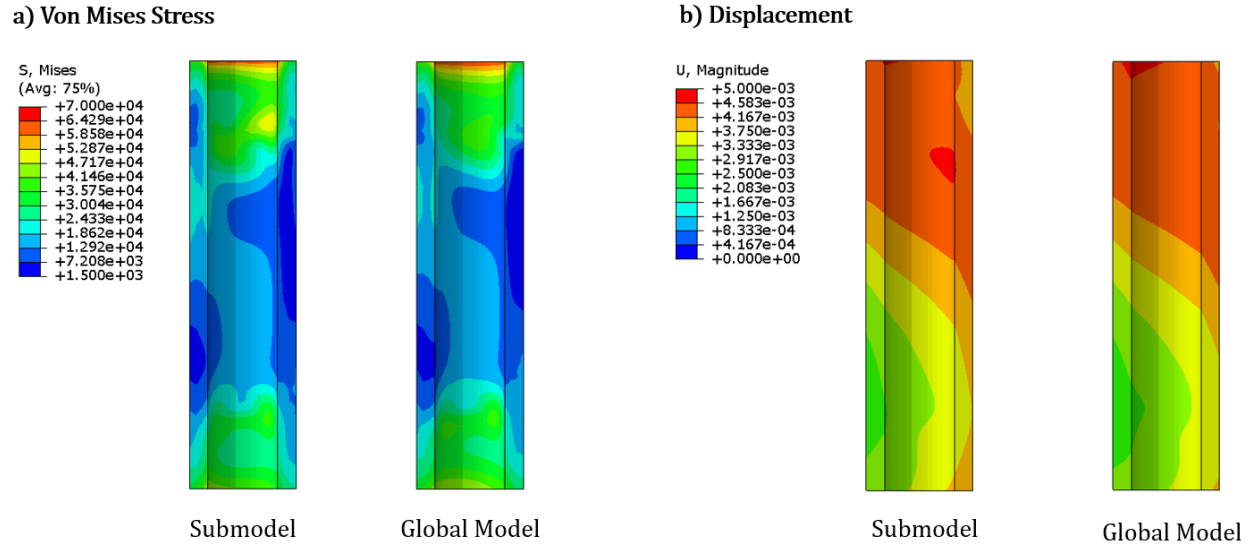 a) Von Mises Stress
S, Mises
(Avg: 75%)
+7.000e+04
+6.429e+04
+5.858e+04
+5.287e+04
+4.717e+04
+4.146e+04
+3.575e+04
+3.004e+04
+2.433e+04
+1.862e+04
+1.292e+04
+7.208e+03
+1.500e+03
Submodel
Global Model
b) Displacement
U, Magnitude
+5.000e-03
+4.583e-03
+4.167e-03
+3.750e-03
+3.333e-03
+2.917e-03
+2.500e-03
+2.083e-03
+1.667e-03
+1.250e-03
+8.333e-04
+4.167e-04
+0.000e+00
Submodel
Global Model